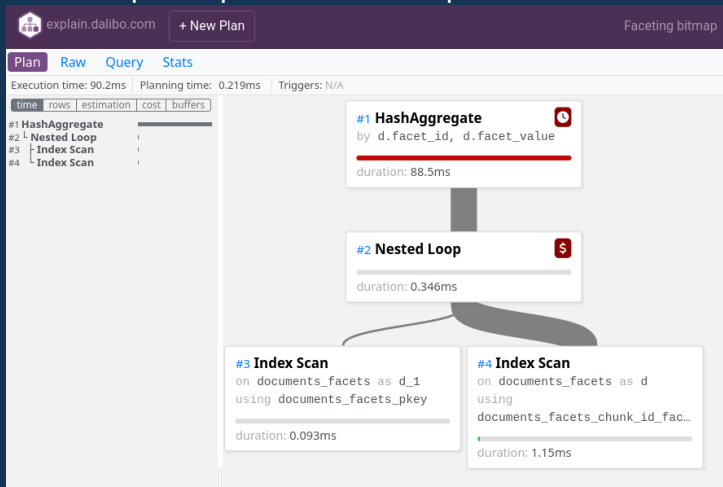 explain.dalibo.com
+ New Plan
Faceting bitmap
Plan Raw Query Stats
Execution time: 90.2ms Planning time: 0.219ms Triggers: N/A
time rows estimation cost buffers
#1 HashAggregate
#2 └ Nested Loop
#3 ├ Index Scan
#4 └ Index Scan
#1 HashAggregate
by d.facet_id, d.facet_value
duration: 88.5ms
#2 Nested Loop
$
duration: 0.346ms
#3 Index Scan
on documents_facets as d_1
using documents_facets_pkey
duration: 0.093ms
#4 Index Scan
on documents_facets as d
using
documents_facets_chunk_id_fac…
duration: 1.15ms